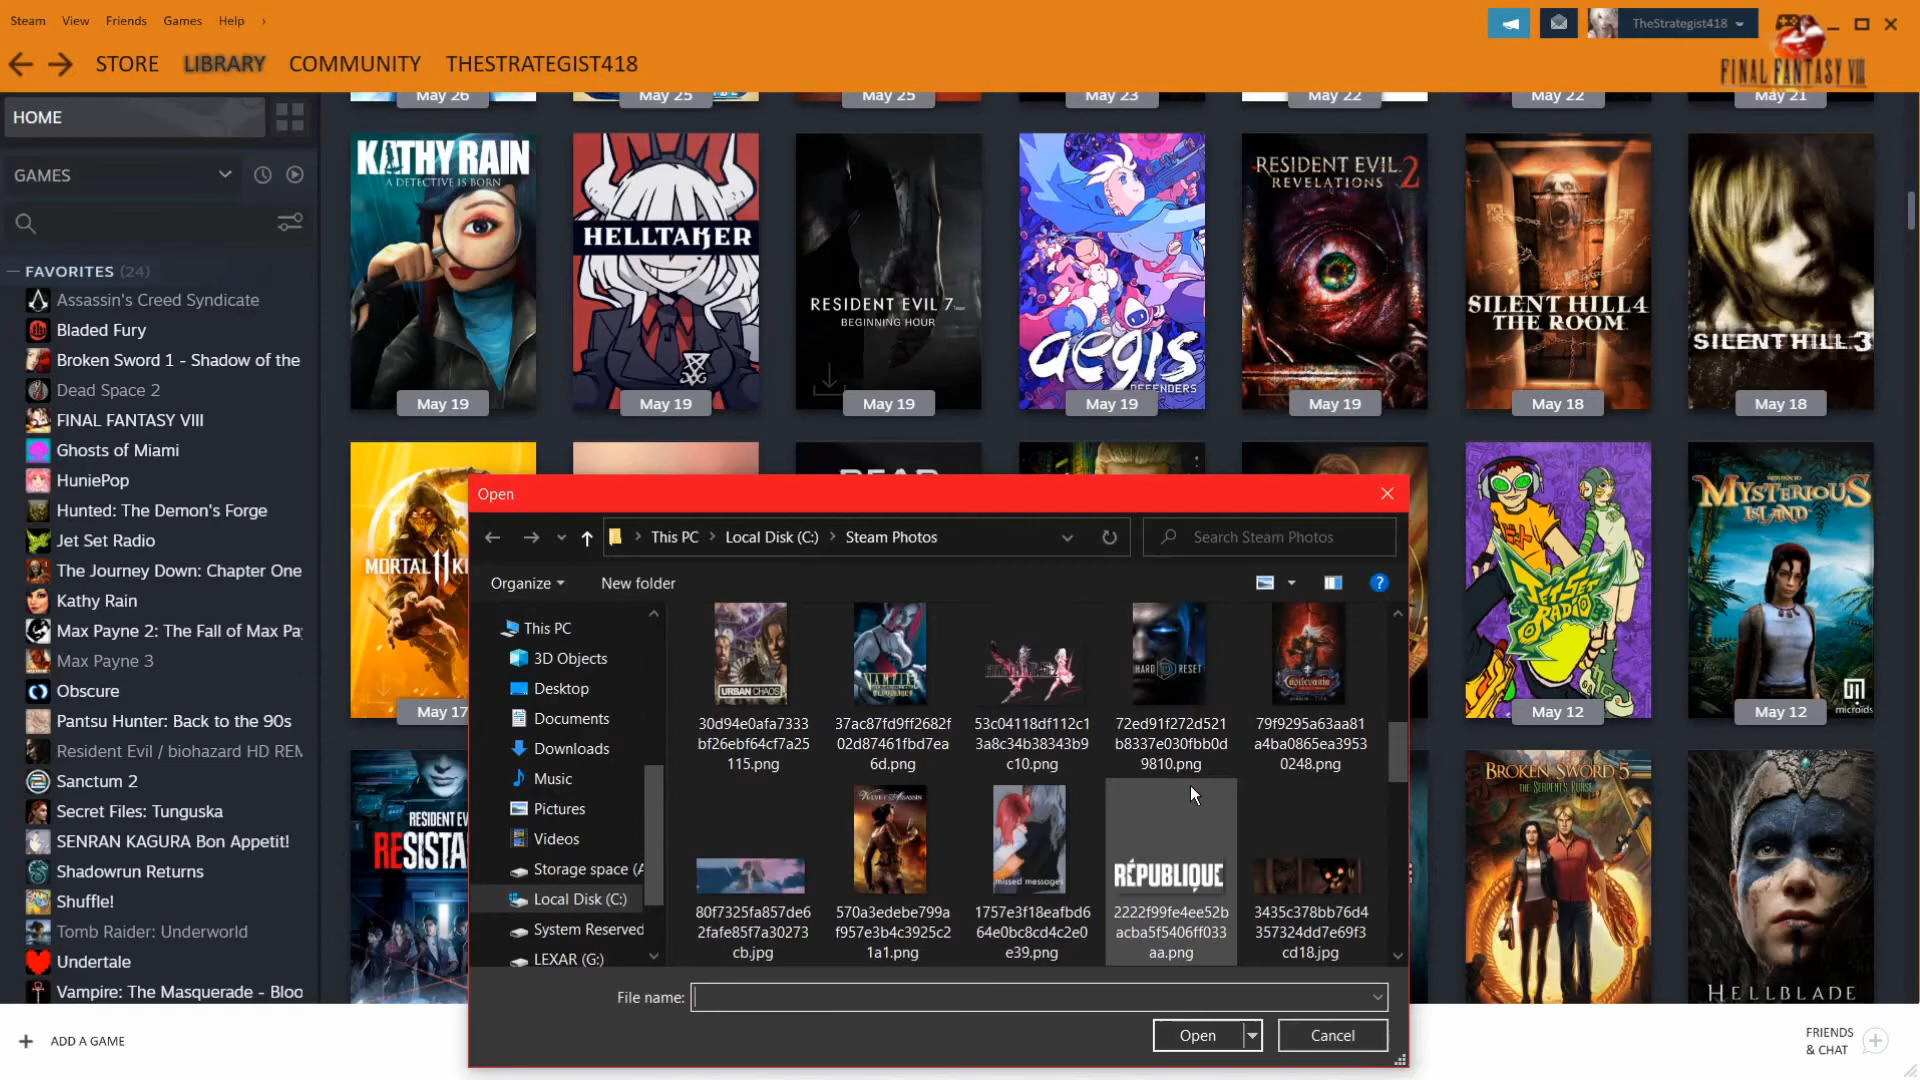 Steam View Friends Games Help ›
TheStrategist418
STORE LIBRARY COMMUNITY THESTRATEGIST418
FINAL FANTASY VIII
HOME
GAMES
FAVORITES (24)
Assassin's Creed Syndicate
Bladed Fury
Broken Sword 1 - Shadow of the
Dead Space 2
FINAL FANTASY VIII
Ghosts of Miami
HuniePop
Hunted: The Demon's Forge
Jet Set Radio
The Journey Down: Chapter One
Kathy Rain
Max Payne 2: The Fall of Max Pa
Max Payne 3
Obscure
Pantsu Hunter: Back to the 90s
Resident Evil / biohazard HD REM
Sanctum 2
Secret Files: Tunguska
SENRAN KAGURA Bon Appetit!
Shadowrun Returns
Shuffle!
Tomb Raider: Underworld
Undertale
Vampire: The Masquerade - Bloo
May 26 May 25 May 25 May 23 May 22 May 22 May 21
KATHY RAIN
A DETECTIVE IS BORN
May 19
HELLTAKER
May 19
RESIDENT EVIL 7
BEGINNING HOUR
May 19
aegis
DEFENDERS
May 19
RESIDENT EVIL
REVELATIONS 2
May 19
SILENT HILL 4
THE ROOM
May 18
SILENT HILL 3
May 18
MORTAL 11
May 17
JET SET
RADIO
May 12
RETURN TO
MYSTERIOUS
ISLAND
microids
May 12
RESIDENT EV
RESISTA
BROKEN SWORD 5
THE SERPENT'S CURSE
HELLBLADE
Open
This PC › Local Disk (C:) › Steam Photos
Search Steam Photos
Organize
New folder
This PC
3D Objects
Desktop
Documents
Downloads
Music
Pictures
Videos
Storage space (A
Local Disk (C:)
System Reserved
LEXAR (G:)
URBAN CHAOS
VAMPIRE
HARD RESET
Castlevania
30d94e0afa7333
bf26ebf64cf7a25
115.png
37ac87fd9ff2682f
02d87461fbd7ea
6d.png
53c04118df112c1
3a8c34b38343b9
c10.png
72ed91f272d521
b8337e030fbb0d
9810.png
79f9295a63aa81
a4ba0865ea3953
0248.png
VELVET ASSASSIN
missed messages
RÉPUBLIQUE
80f7325fa857de6
2fafe85f7a30273
cb.jpg
570a3edebe799a
f957e3b4c3925c2
1a1.png
1757e3f18eafbd6
64e0bc8cd4c2e0
e39.png
2222f99fe4ee52b
acba5f5406ff033
aa.png
3435c378bb76d4
357324dd7e69f3
cd18.jpg
File name:
Open
Cancel
ADD A GAME
FRIENDS
& CHAT